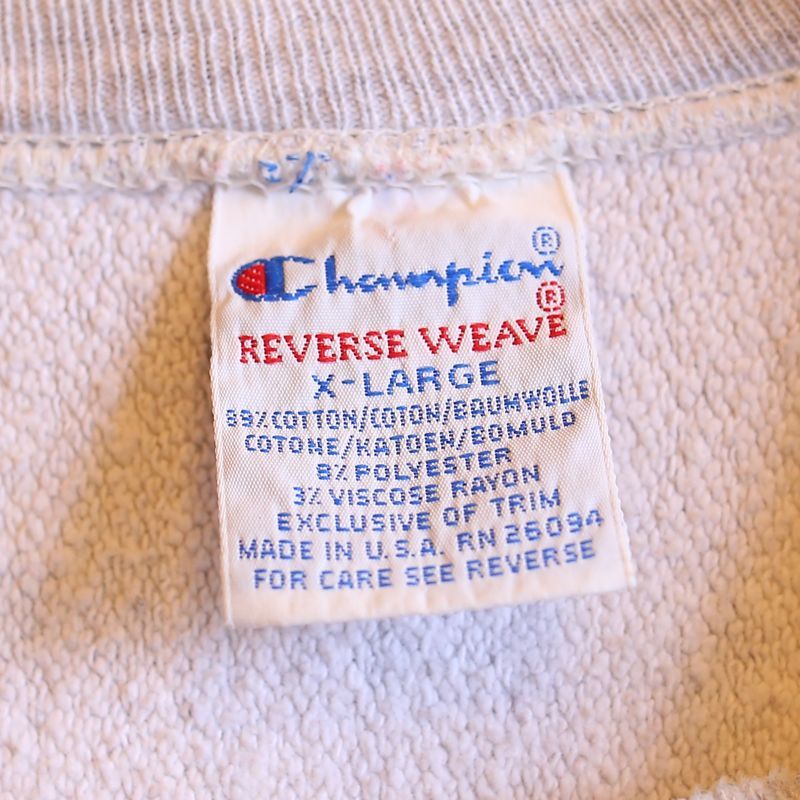 Champion®
REVERSE WEAVE®
X-LARGE
89% COTTON/COTON/BAUMWOLLE
COTONE/KATOEN/BOMULD
8% POLYESTER
3% VISCOSE RAYON
EXCLUSIVE OF TRIM
MADE IN U.S.A. RN 26094
FOR CARE SEE REVERSE